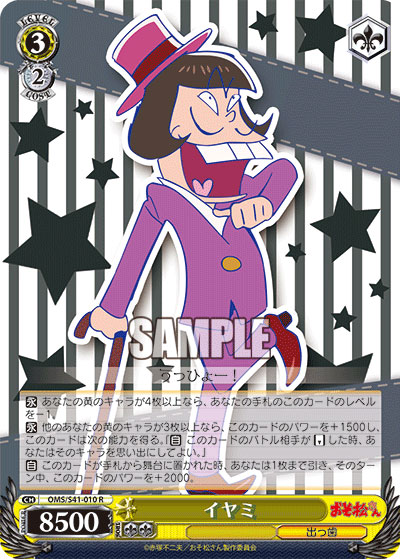 LEVEL
3
2
COST
SAMPLE
うっひょー！
永 あなたの黄のキャラが4枚以上なら、あなたの手札のこのカードのレベル
を－1。
永 他のあなたの黄のキャラが3枚以上なら、このカードのパワーを＋1500し、
このカードは次の能力を得る。『自 このカードのバトル相手が した時、あ
なたはそのキャラを思い出にしてよい。』
自 このカードが手札から舞台に置かれた時、あなたは1枚まで引き、そのター
ン中、このカードのパワーを＋2000。
CH OMS/S41-010 R
POWER
8500
SOUL
イヤミ
おそ松さん
出っ歯
©赤塚不二夫／おそ松さん製作委員会